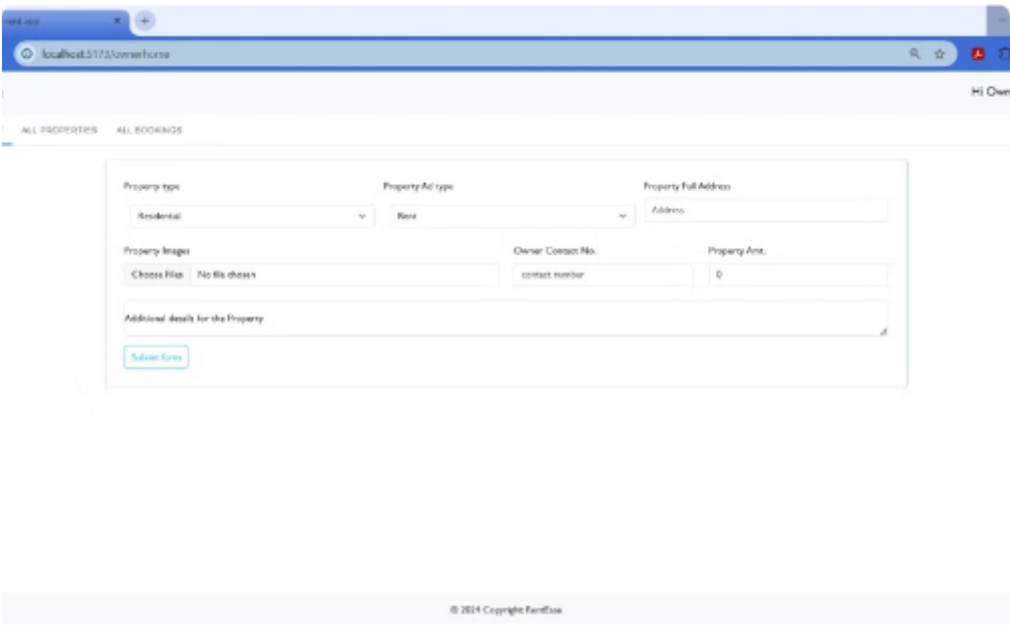 localhost:5173/ownerhome
Hi Own
ALL PROPERTIES ALL BOOKINGS
Property type Property Ad type Property Full Address
Residential Rent Address
Property Images Owner Contact No. Property Amt.
Choose Files No file chosen contact number 0
Additional details for the Property
Submit form
© 2024 Copyright: RentEase